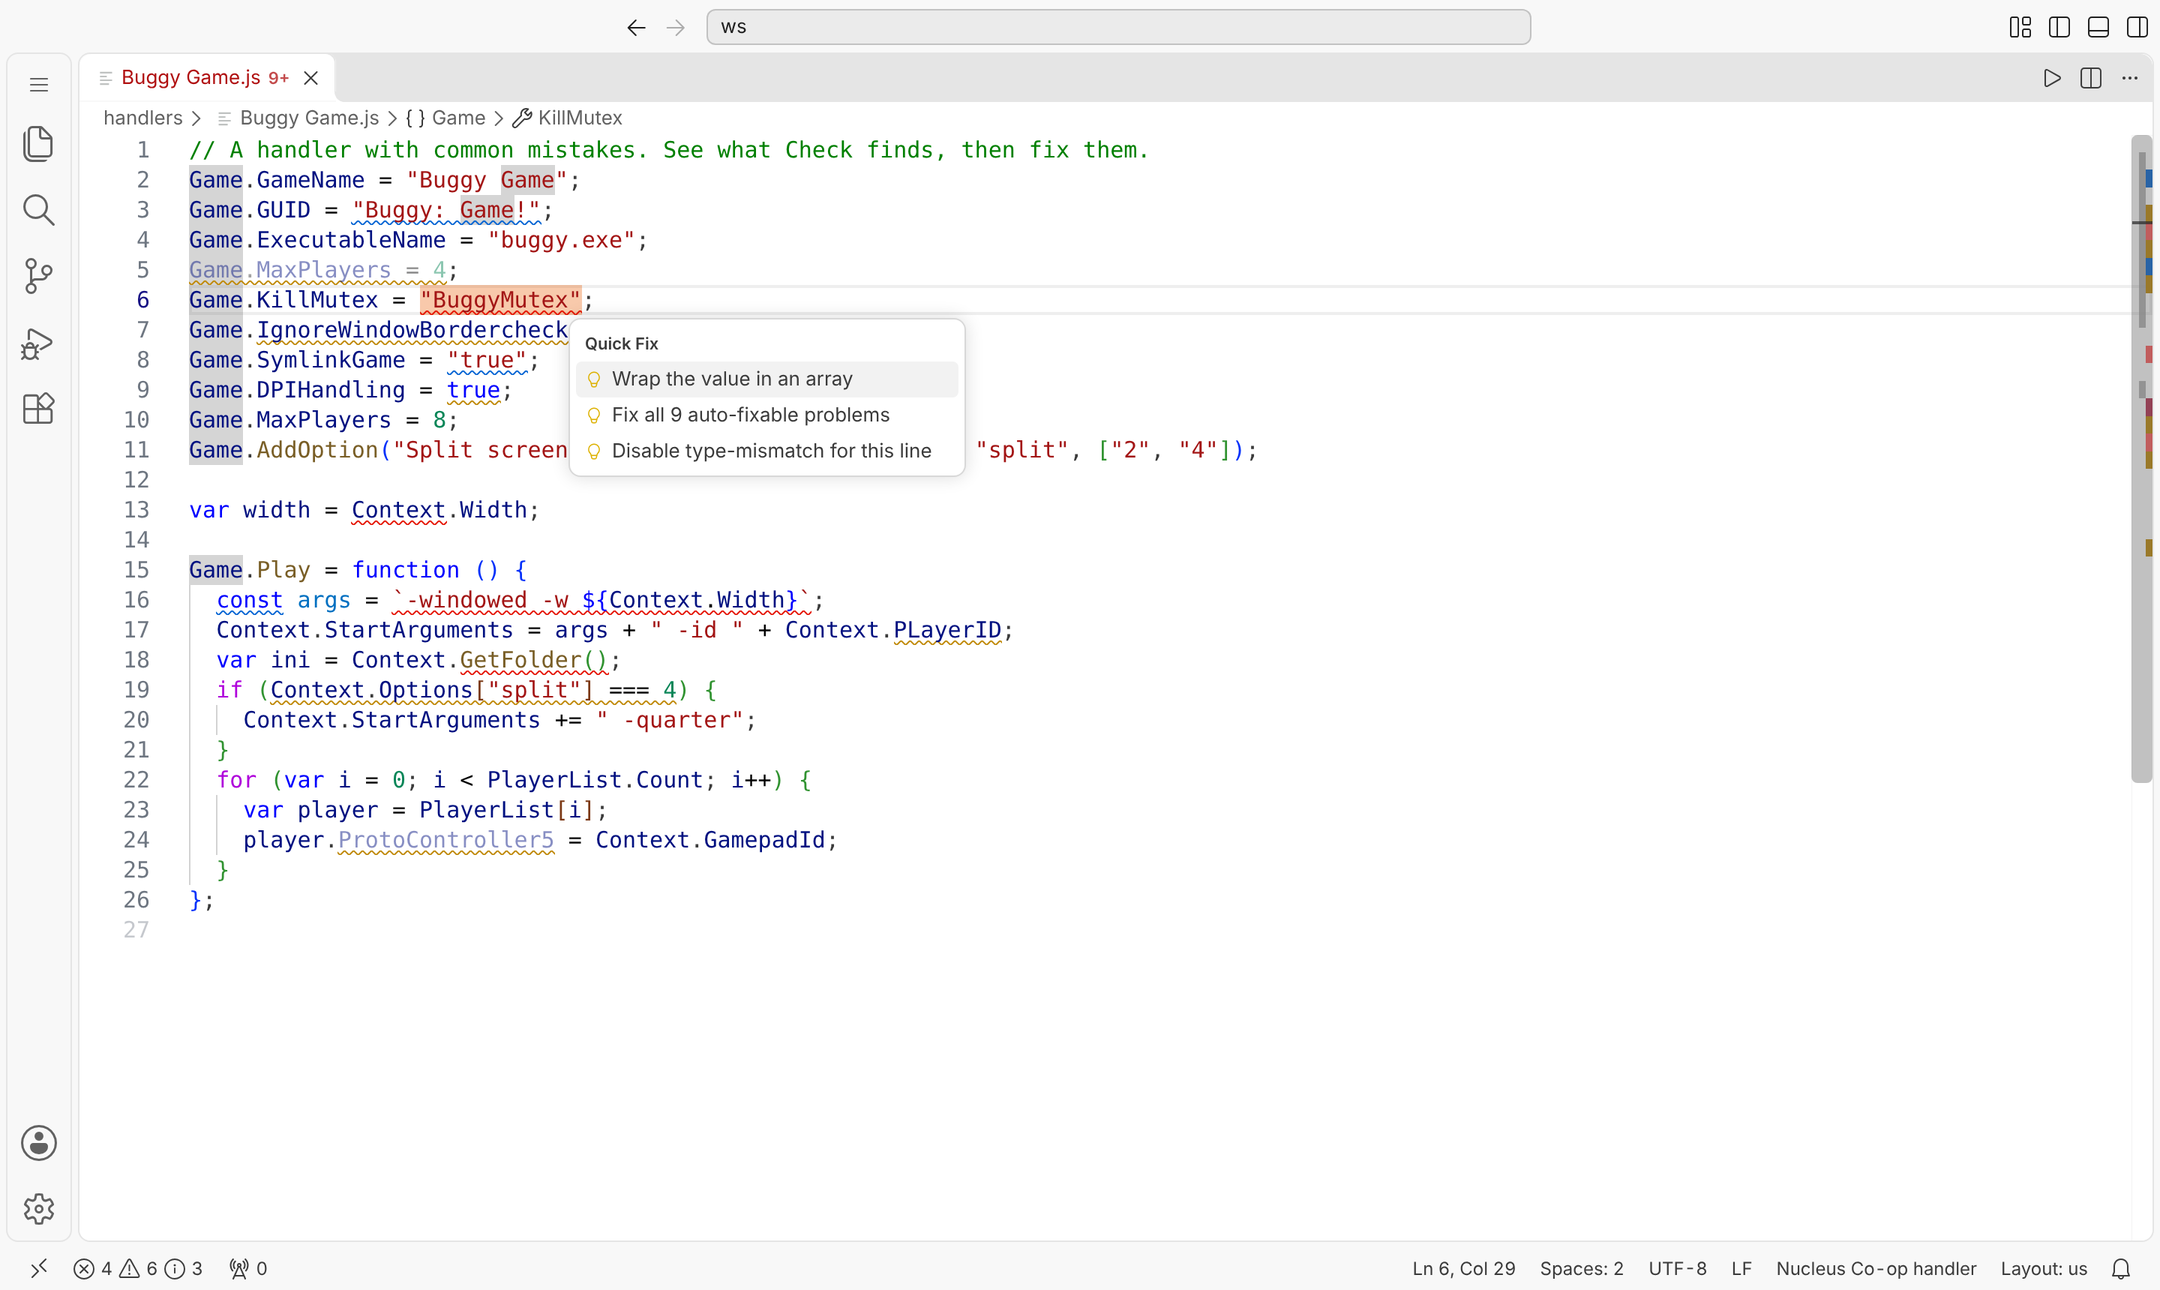 ws
Buggy Game.js 9+
handlers > Buggy Game.js > { } Game > KillMutex
1 // A handler with common mistakes. See what Check finds, then fix them.
2 Game.GameName = "Buggy Game";
3 Game.GUID = "Buggy: Game!";
4 Game.ExecutableName = "buggy.exe";
5 Game.MaxPlayers = 4;
6 Game.KillMutex = "BuggyMutex";
7 Game.IgnoreWindowBordercheck
8 Game.SymlinkGame = "true";
9 Game.DPIHandling = true;
10 Game.MaxPlayers = 8;
11 Game.AddOption("Split screen "split", ["2", "4"]);
Quick Fix
Wrap the value in an array
Fix all 9 auto-fixable problems
Disable type-mismatch for this line
12
13 var width = Context.Width;
14
15 Game.Play = function () {
16 const args = `-windowed -w ${Context.Width}`;
17 Context.StartArguments = args + " -id " + Context.PLayerID;
18 var ini = Context.GetFolder();
19 if (Context.Options["split"] === 4) {
20 Context.StartArguments += " -quarter";
21 }
22 for (var i = 0; i < PlayerList.Count; i++) {
23 var player = PlayerList[i];
24 player.ProtoController5 = Context.GamepadId;
25 }
26 };
27
4 6 3 0 Ln 6, Col 29 Spaces: 2 UTF-8 LF Nucleus Co-op handler Layout: us